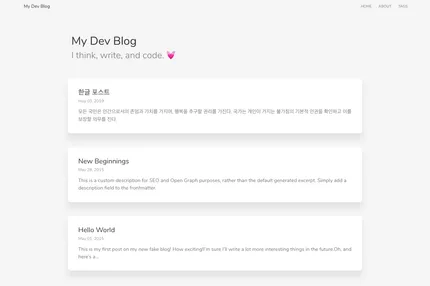 My Dev Blog
HOME ABOUT TAGS
My Dev Blog
I think, write, and code. 💓
한글 포스트
May 10, 2019
모든 국민은 인간으로서의 존엄과 가치를 가지며, 행복을 추구할 권리를 가진다. 국가는 개인이 가지는 불가침의 기본적 인권을 확인하고 이를
보장할 의무를 진다.
New Beginnings
May 28, 2015
This is a custom description for SEO and Open Graph purposes, rather than the default generated excerpt. Simply add a
description field to the frontmatter.
Hello World
May 01, 2015
This is my first post on my new fake blog! How exciting!I'm sure I'll write a lot more interesting things in the future.Oh, and
here's a…